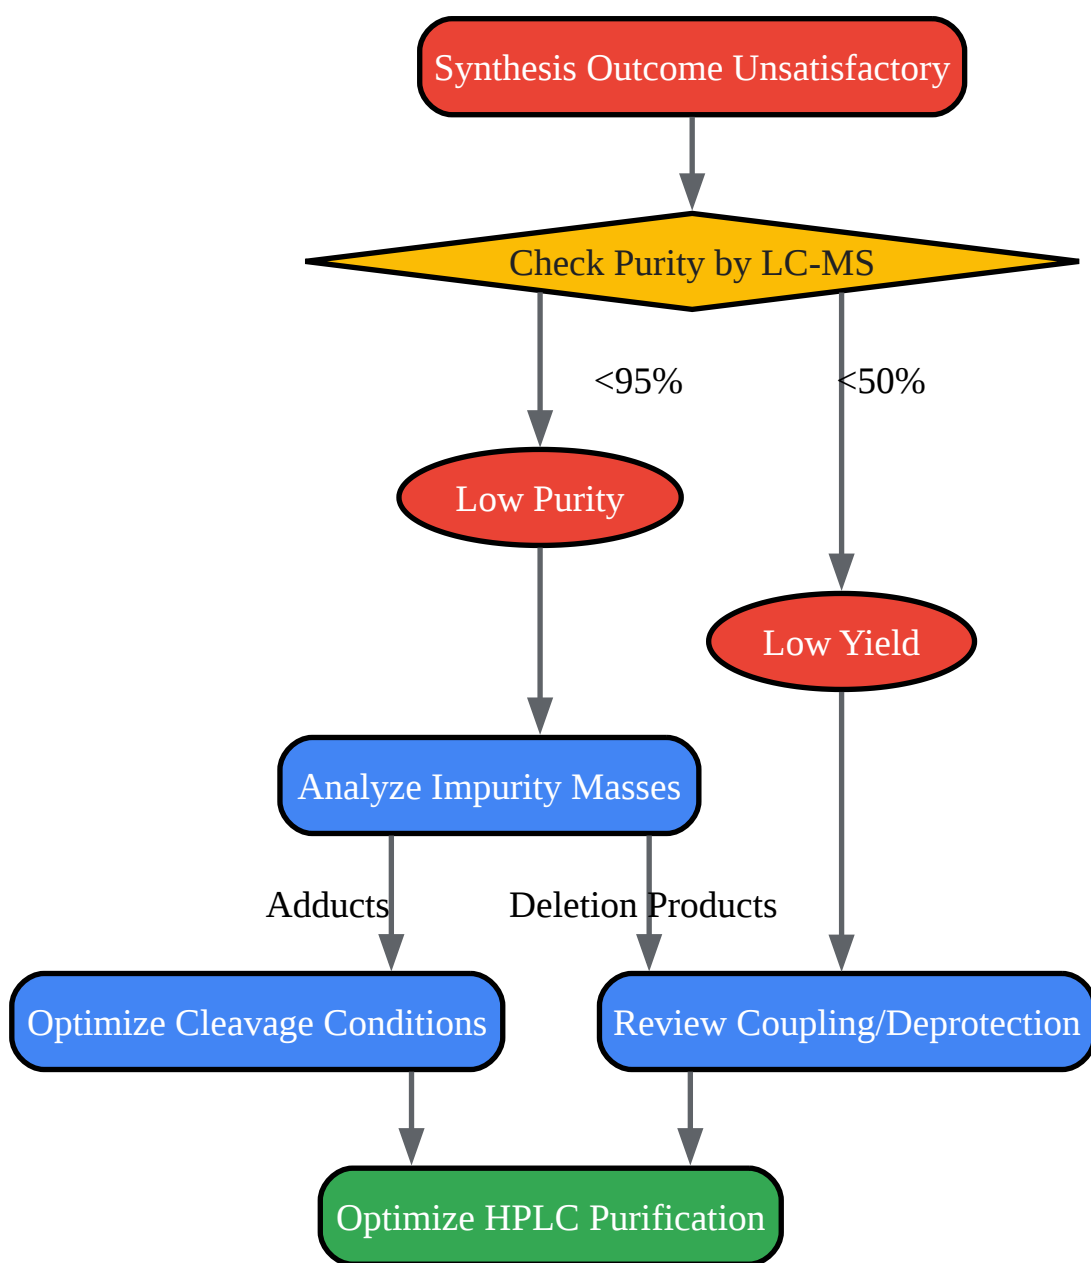 Synthesis Outcome Unsatisfactory
Check Purity by LC-MS
<95%
<50%
Low Purity
Low Yield
Analyze Impurity Masses
Adducts
Deletion Products
Optimize Cleavage Conditions
Review Coupling/Deprotection
Optimize HPLC Purification